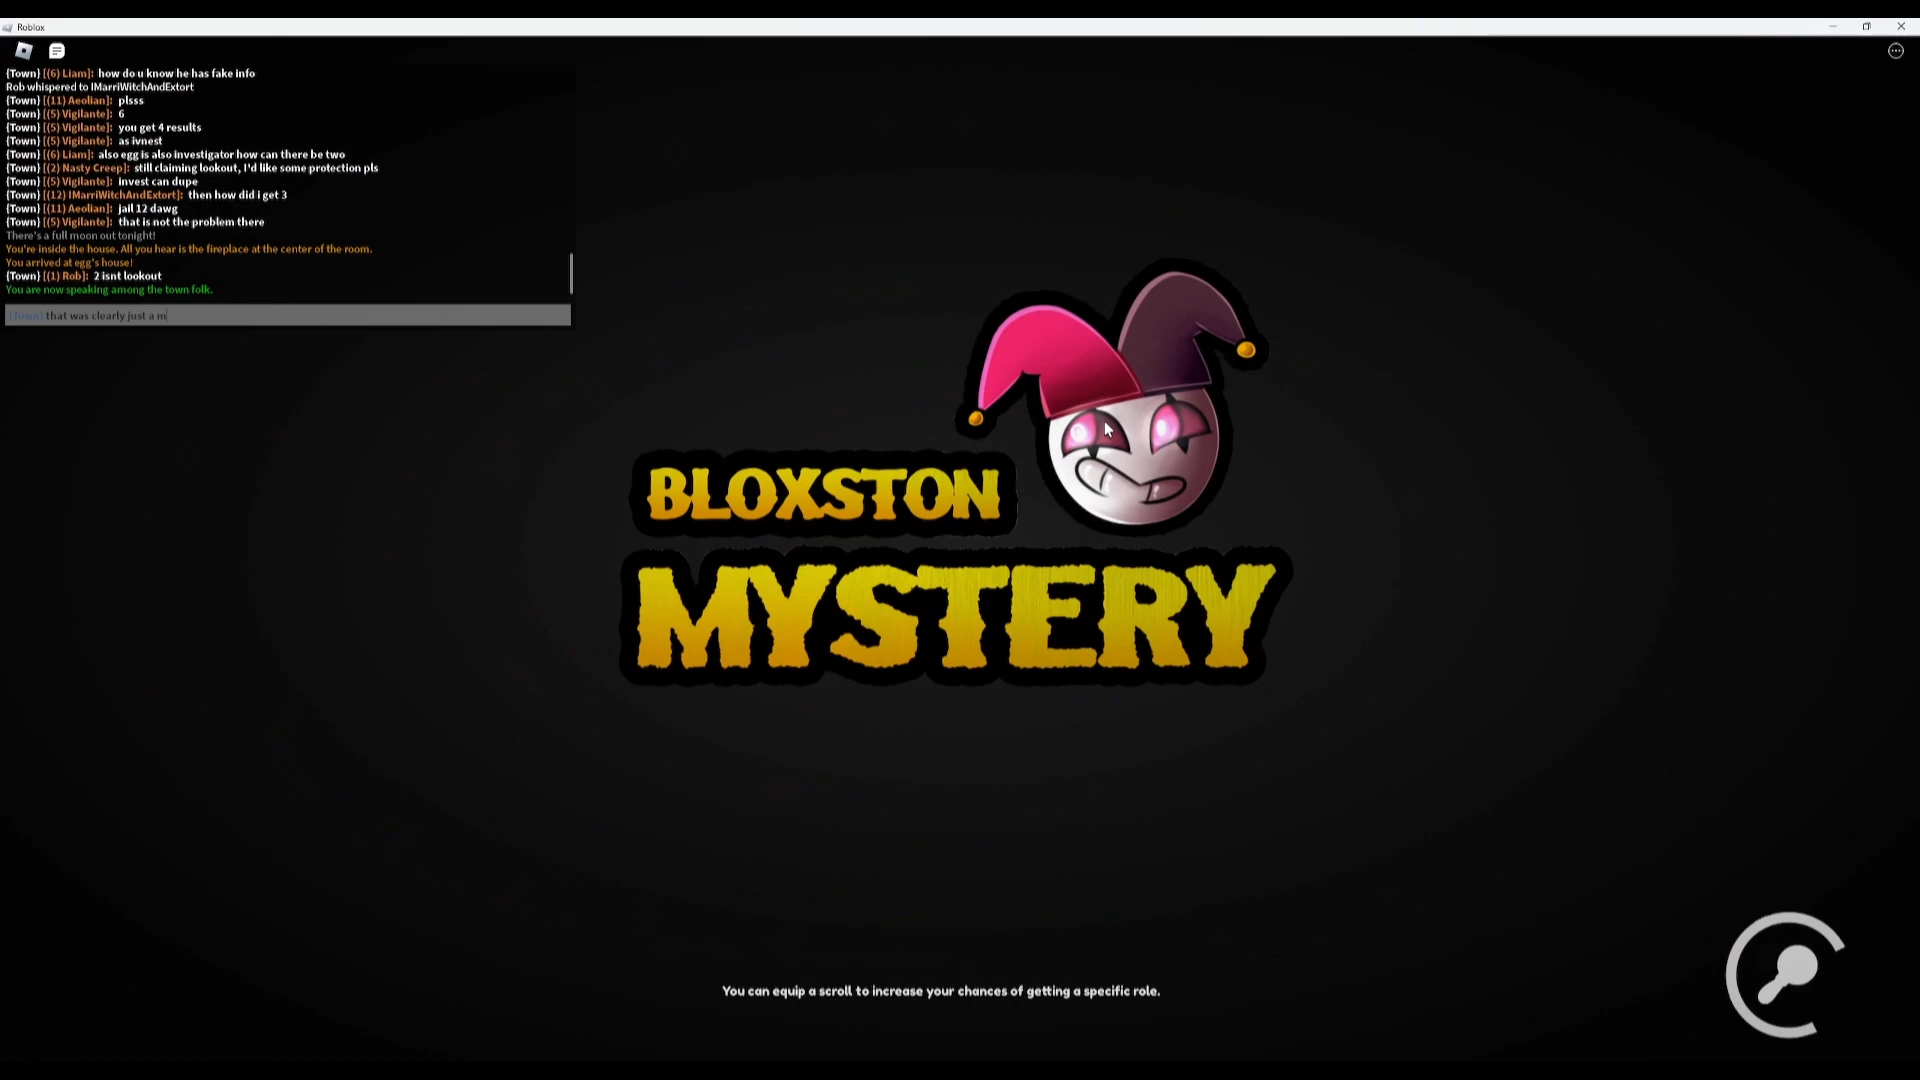 Roblox
{Town} [(6) Liam]: how do u know he has fake info
Rob whispered to IMarriWitchAndExtort
{Town} [(11) Aeolian]: plsss
{Town} [(5) Vigilante]: 6
{Town} [(5) Vigilante]: you get 4 results
{Town} [(5) Vigilante]: as ivnest
{Town} [(6) Liam]: also egg is also investigator how can there be two
{Town} [(2) Nasty Creep]: still claiming lookout, I'd like some protection pls
{Town} [(5) Vigilante]: invest can dupe
{Town} [(12) IMarriWitchAndExtort]: then how did i get 3
{Town} [(11) Aeolian]: jail 12 dawg
{Town} [(5) Vigilante]: that is not the problem there
There's a full moon out tonight!
You're inside the house. All you hear is the fireplace at the center of the room.
You arrived at egg's house!
{Town} [(1) Rob]: 2 isnt lookout
You are now speaking among the town folk.
[Town] that was clearly just a m
BLOXSTON
MYSTERY
You can equip a scroll to increase your chances of getting a specific role.